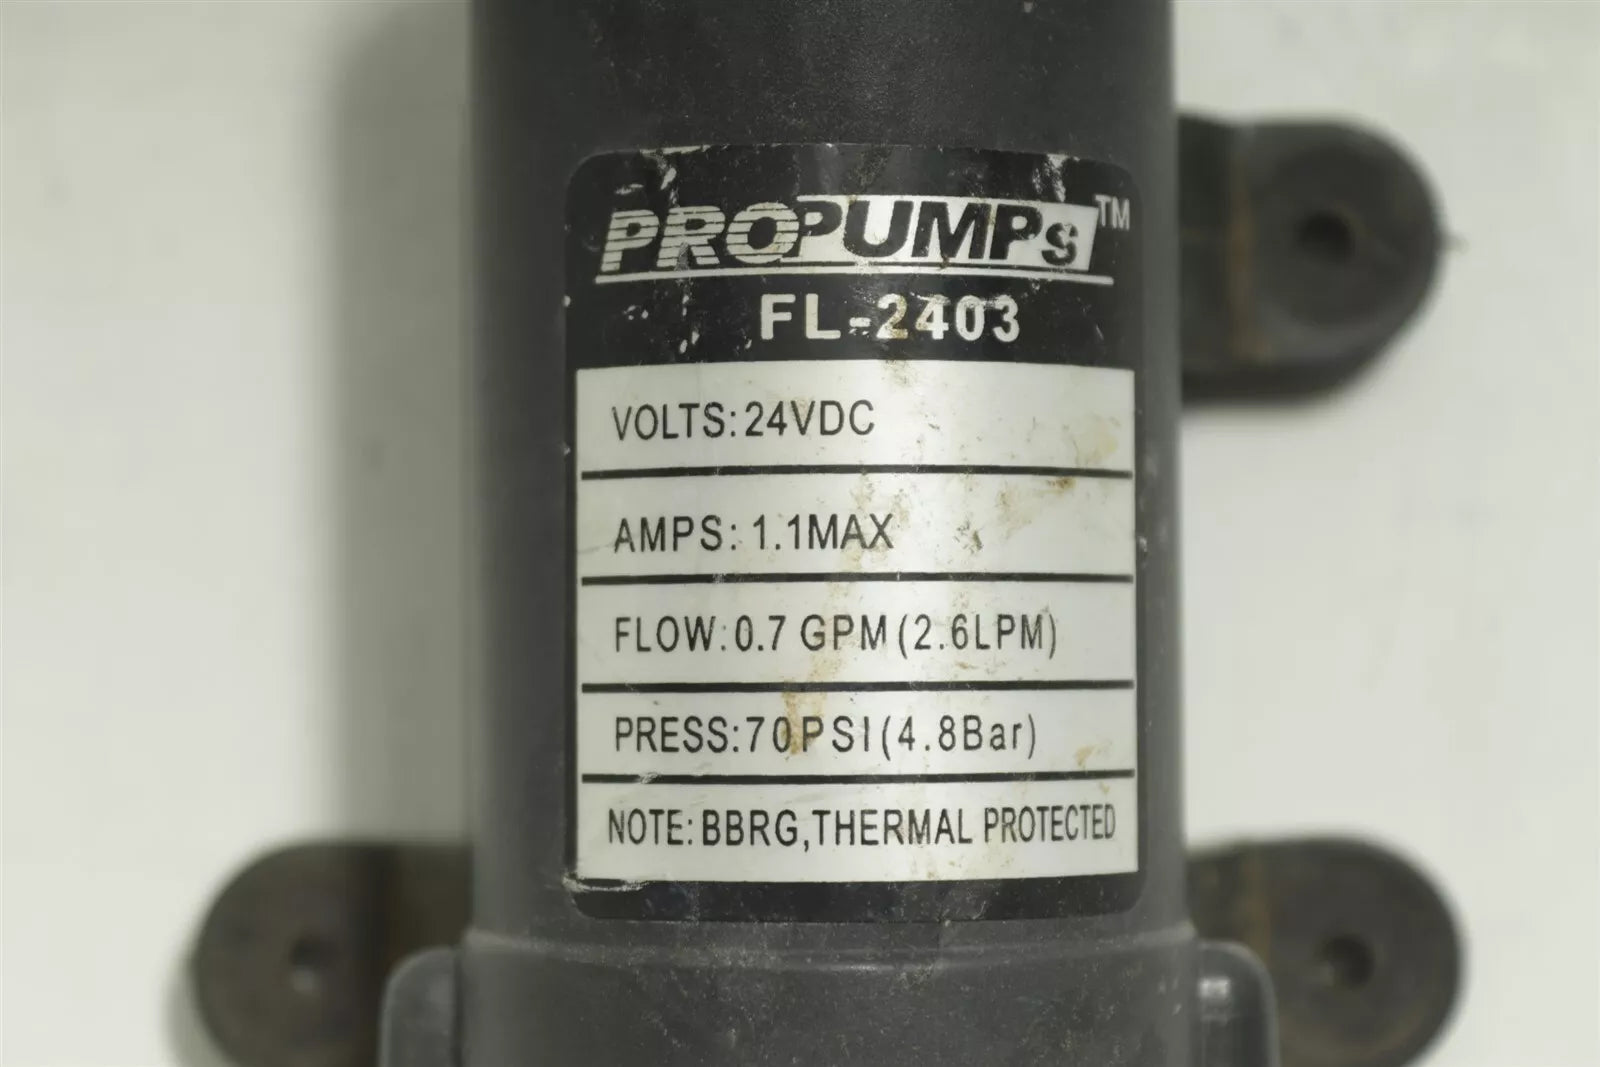 PROPUMPs™
FL-2403
VOLTS:24VDC
AMPS: 1.1MAX
FLOW:0.7 GPM(2.6LPM)
PRESS:70PSI(4.8Bar)
NOTE:BBRG,THERMAL PROTECTED